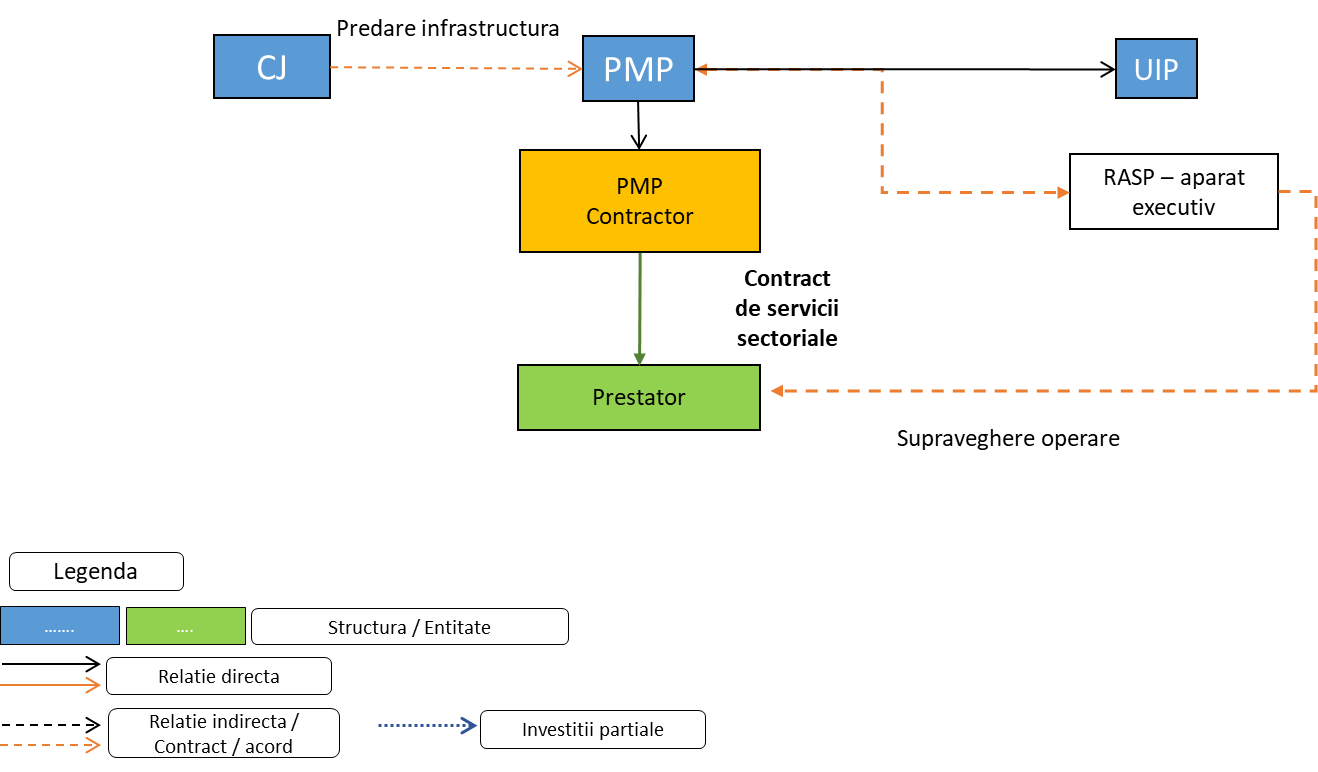 Predare infrastructura
CJ
PMP
UIP
PMP
Contractor
RASP – aparat
executiv
Contract
de servicii
sectoriale
Prestator
Supraveghere operare
Legenda
.......
....
Structura / Entitate
Relatie directa
Relatie indirecta /
Contract / acord
Investitii partiale